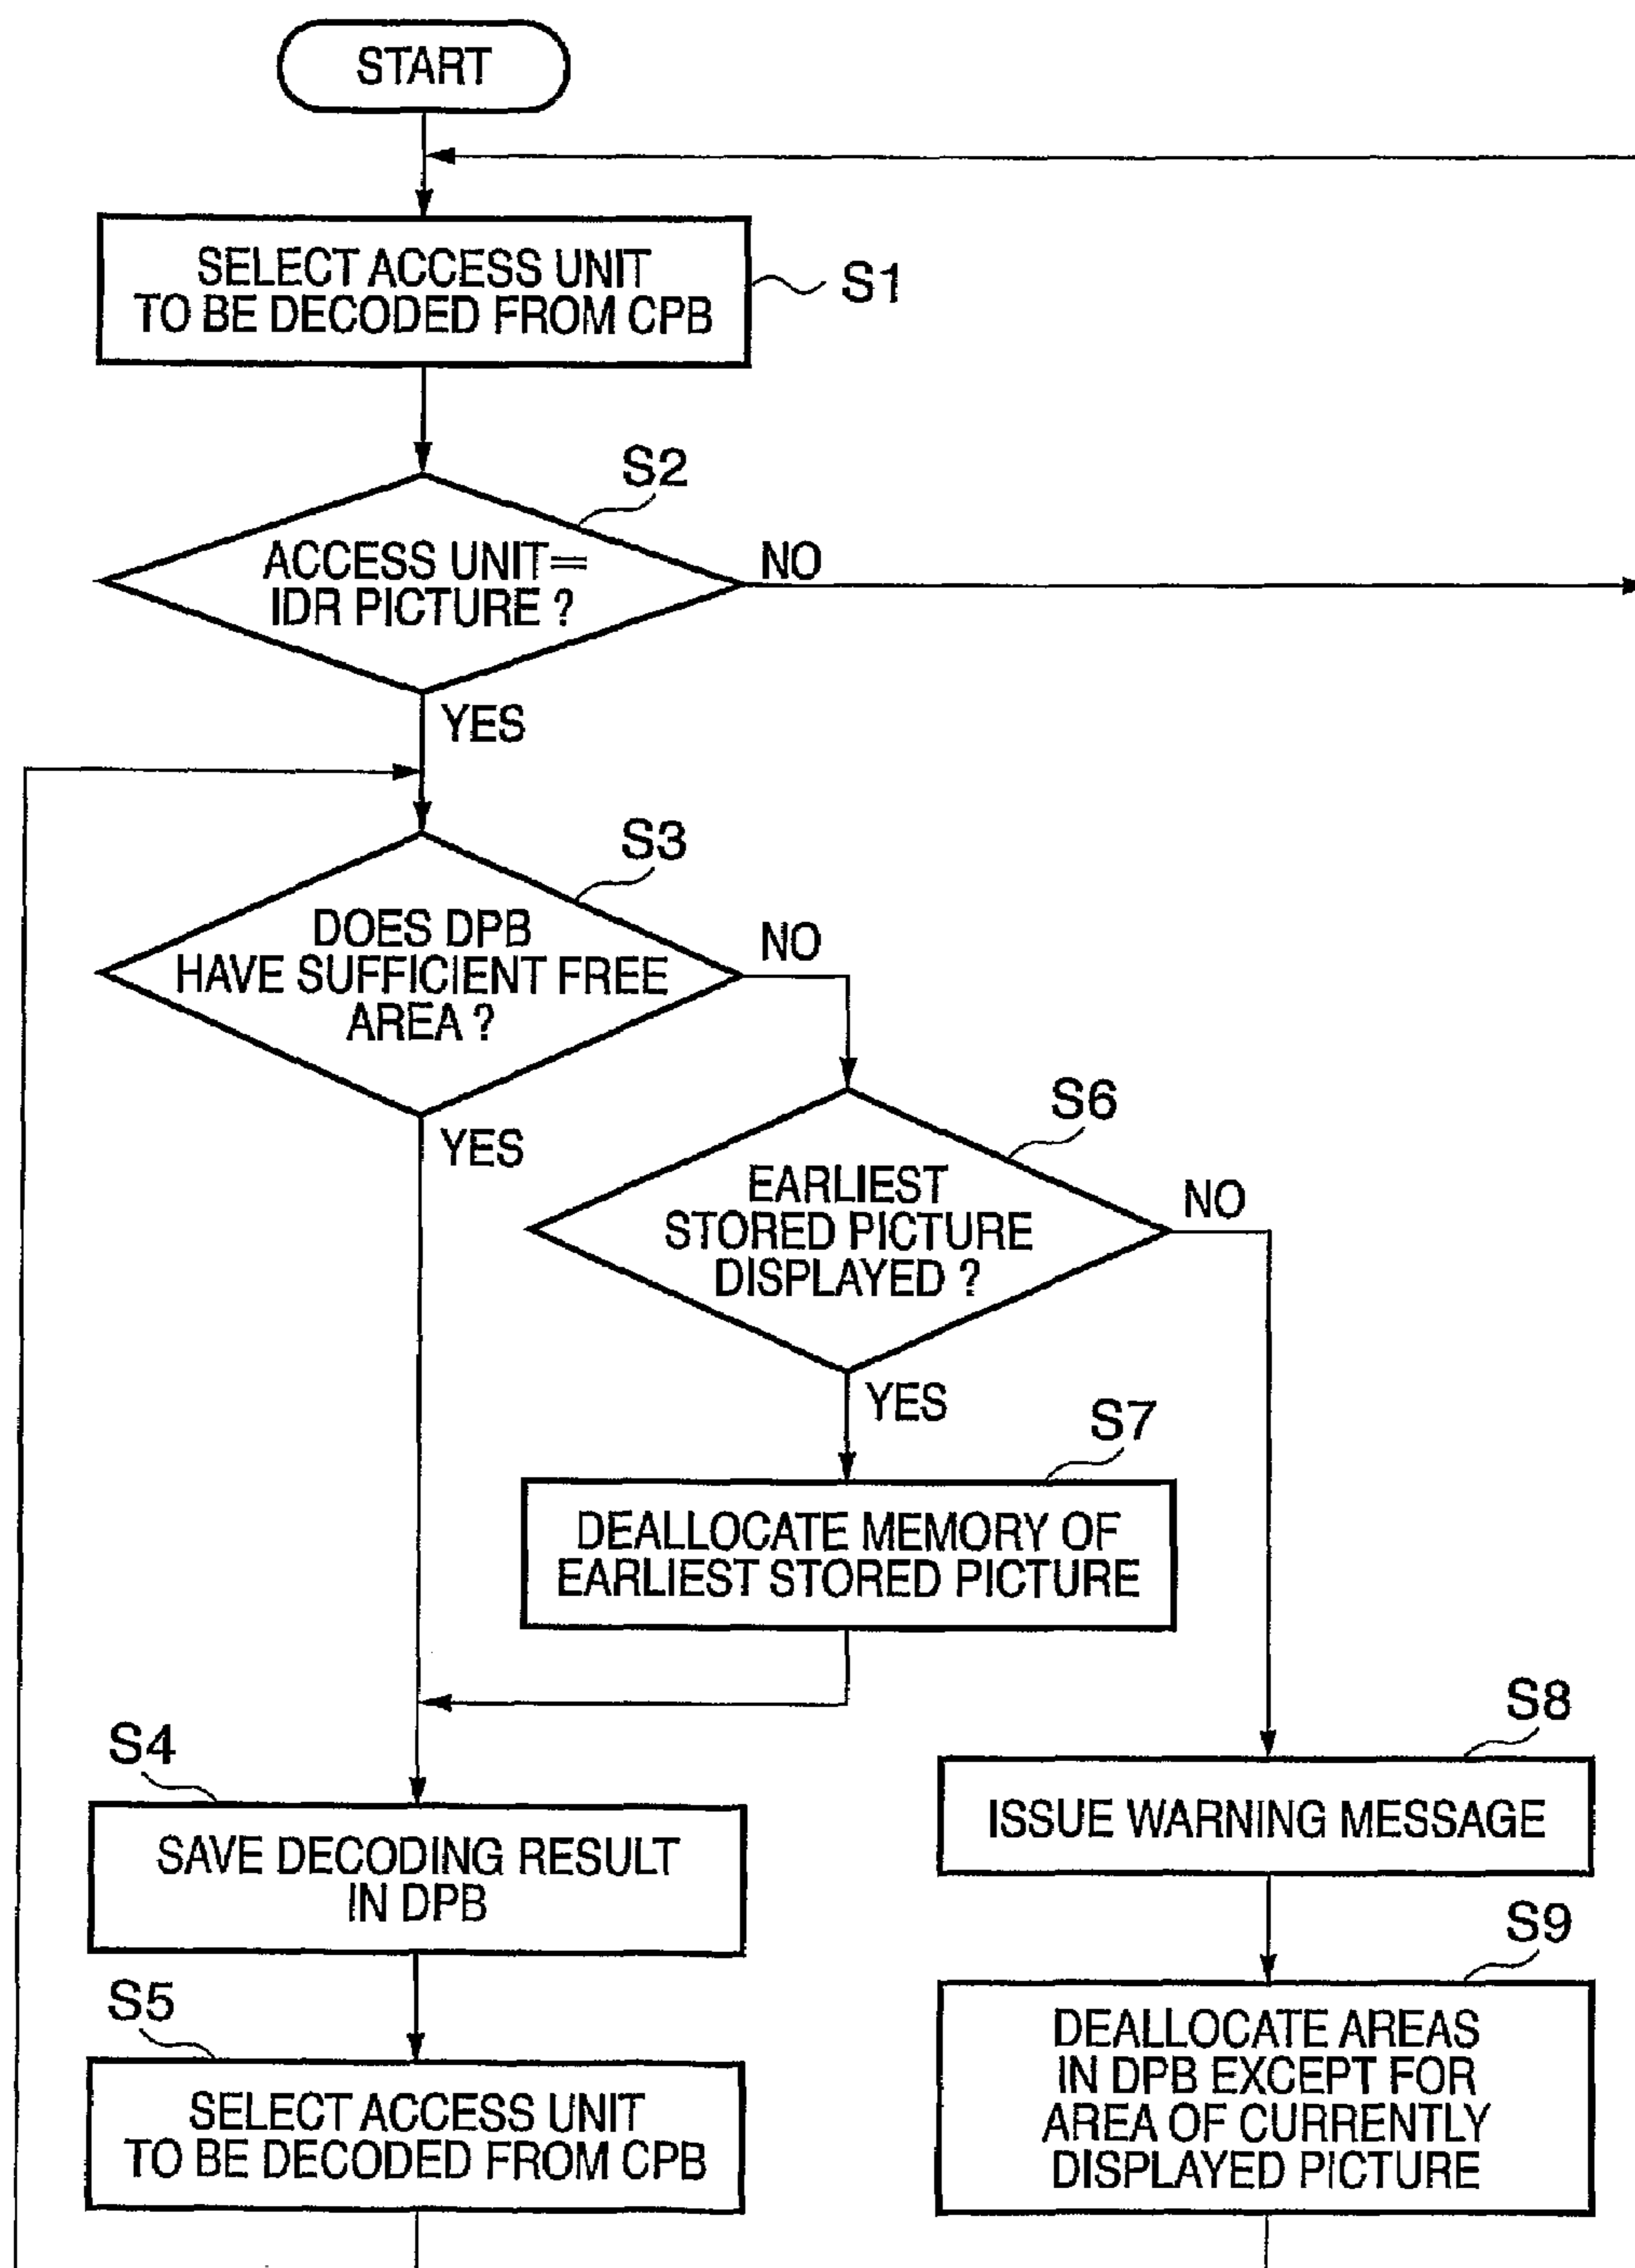 START
SELECT ACCESS UNIT
TO BE DECODED FROM CPB
S1
S2
ACCESS UNIT=
IDR PICTURE ?
NO
YES
S3
DOES DPB
HAVE SUFFICIENT FREE
AREA ?
NO
YES
S6
EARLIEST
STORED PICTURE
DISPLAYED ?
NO
YES
S7
DEALLOCATE MEMORY OF
EARLIEST STORED PICTURE
S4
SAVE DECODING RESULT
IN DPB
S8
ISSUE WARNING MESSAGE
S5
SELECT ACCESS UNIT
TO BE DECODED FROM CPB
S9
DEALLOCATE AREAS
IN DPB EXCEPT FOR
AREA OF CURRENTLY
DISPLAYED PICTURE